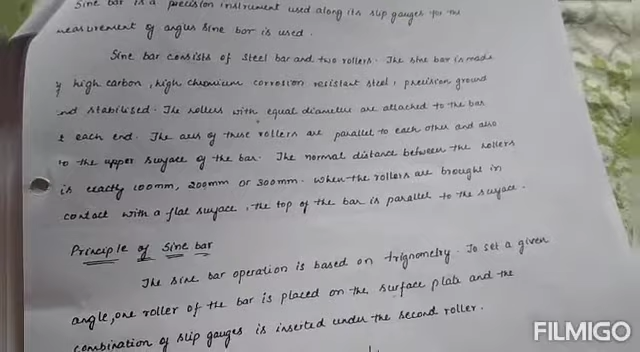 Sine bar is a precision instrument used along its slip gauges for the
measurement of angles sine bar is used.
Sine bar consists of steel bar and two rollers. The sine bar is made
of high carbon, high chromium corrosion resistant steel, precision ground
and stabilised. The rollers with equal diameter are attached to the bar
at each end. The axes of these rollers are parallel to each other and also
to the upper surface of the bar. The normal distance between the rollers
is exactly 100mm, 200mm or 300mm. When the rollers are brought in
contact with a flat surface, the top of the bar is parallel to the surface.
Principle of Sine bar
The sine bar operation is based on trignometry. To set a given
angle, one roller of the bar is placed on the surface plate and the
combination of slip gauges is inserted under the second roller.
FILMIGO